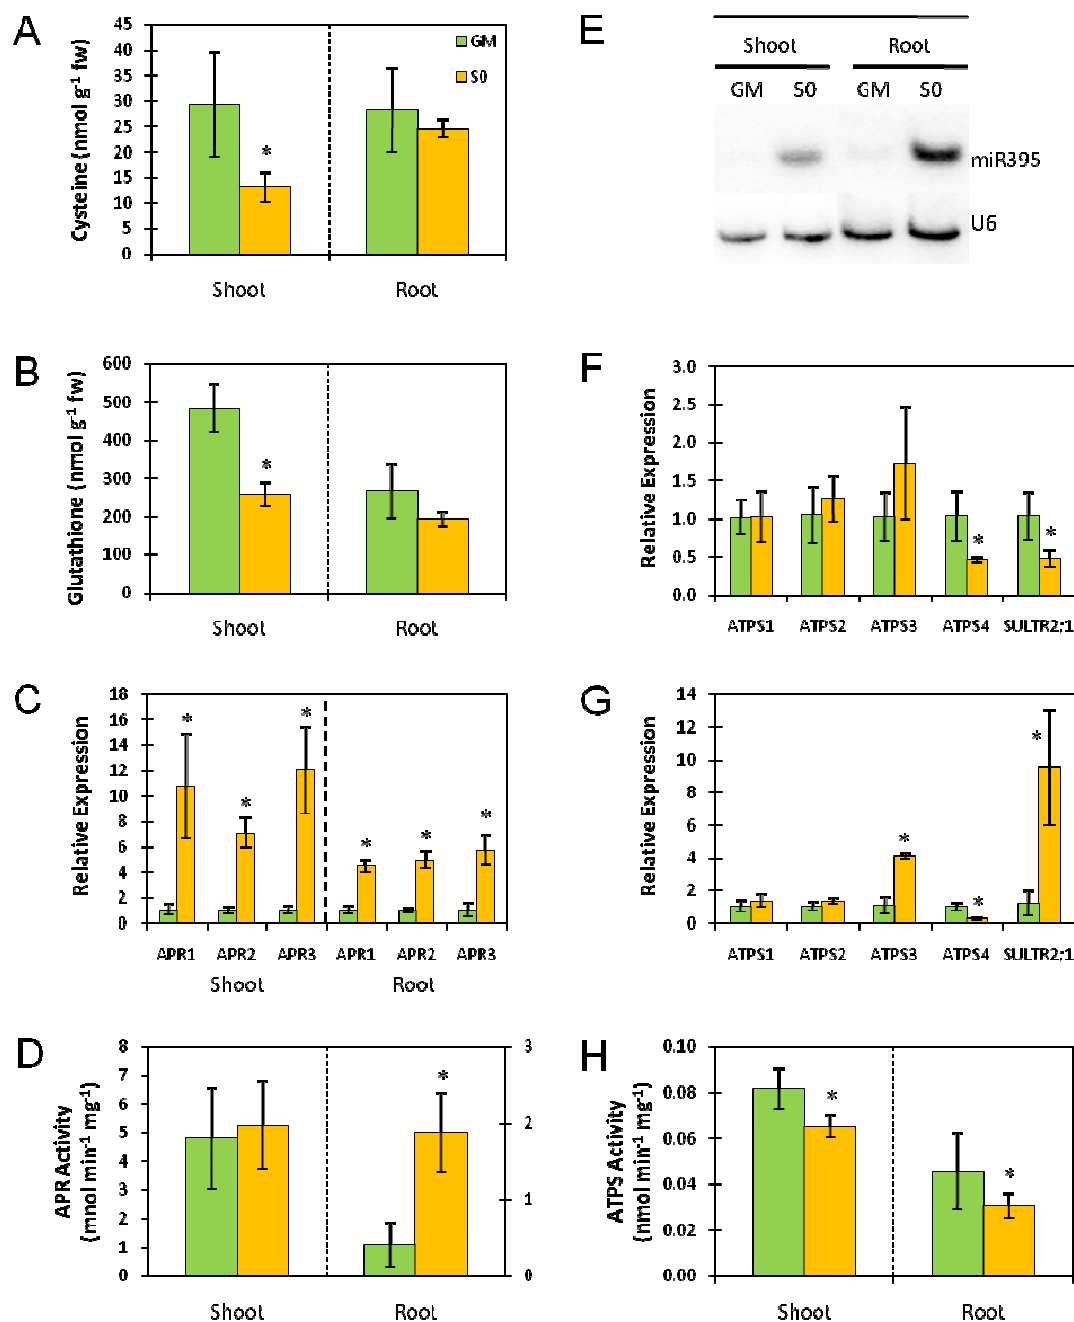 A
Cysteine (nmol g-1 fw)
45
40
35
30
25
20
15
10
5
0
GM
S0
*
Shoot
Root
B
Glutathione (nmol g-1 fw)
600
500
400
300
200
100
0
*
Shoot
Root
C
Relative Expression
18
16
14
12
10
8
6
4
2
0
* * * * * *
APR1 APR2 APR3 APR1 APR2 APR3
Shoot Root
D
APR Activity
(mnol min-1 mg-1)
8
7
6
5
4
3
2
1
0
*
3
2
1
0
Shoot Root
E
Shoot Root
GM S0 GM S0
miR395
U6
F
Relative Expression
3.0
2.5
2.0
1.5
1.0
0.5
0.0
* *
ATPS1 ATPS2 ATPS3 ATPS4 SULTR2;1
G
Relative Expression
14
12
10
8
6
4
2
0
* * *
ATPS1 ATPS2 ATPS3 ATPS4 SULTR2;1
H
ATPS Activity
(nmol min-1 mg-1)
0.10
0.08
0.06
0.04
0.02
0.00
* *
Shoot Root